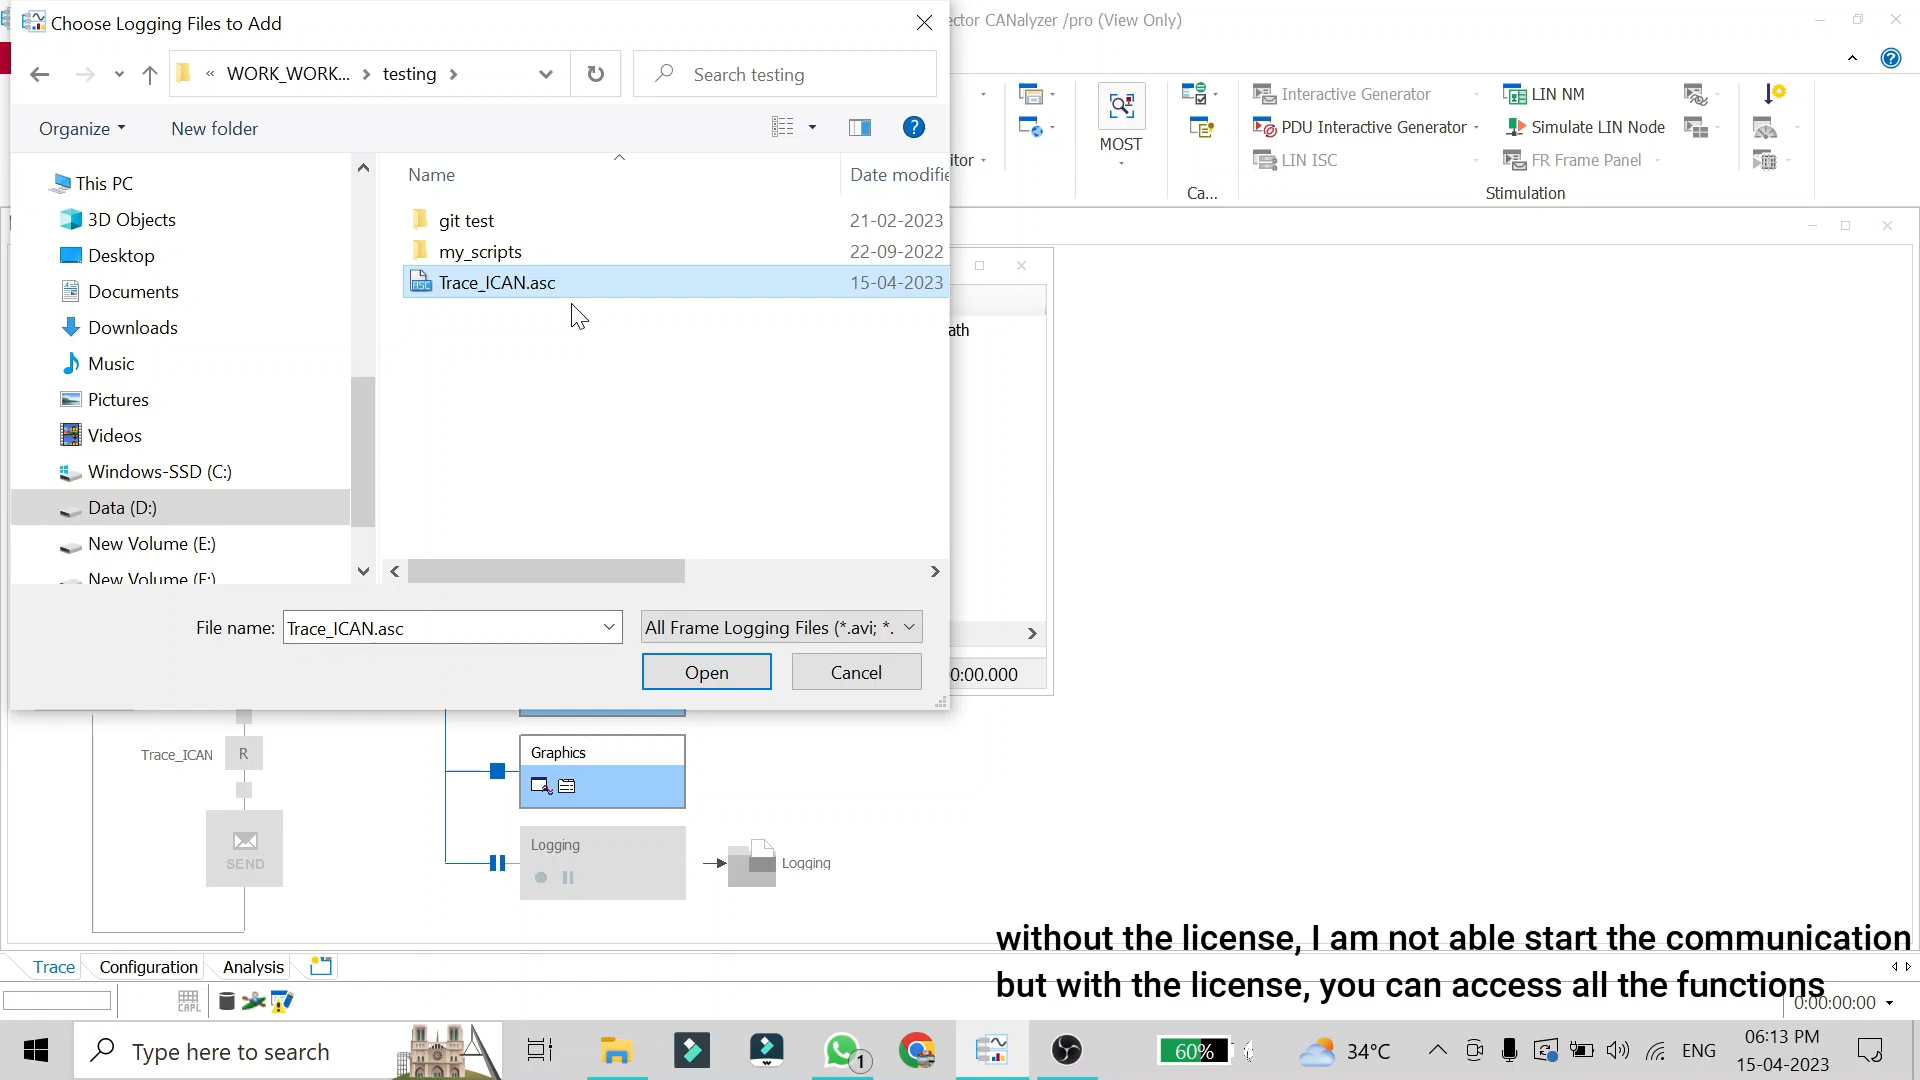 Choose Logging Files to Add
ector CANalyzer /pro (View Only)
« WORK_WORK... › testing ›
Search testing
Organize
New folder
Interactive Generator
LIN NM
PDU Interactive Generator
Simulate LIN Node
MOST
itor
LIN ISC
FR Frame Panel
Ca...
Stimulation
This PC
3D Objects
Desktop
Documents
Downloads
Music
Pictures
Videos
Windows-SSD (C:)
Data (D:)
New Volume (E:)
New Volume (F:)
Name
Date modifie
git test
21-02-2023
my_scripts
22-09-2022
Trace_ICAN.asc
15-04-2023
ath
File name:
Trace_ICAN.asc
All Frame Logging Files (*.avi; *.
Open
Cancel
0:00.000
Trace_ICAN
R
SEND
Graphics
Logging
Logging
without the license, I am not able start the communication
but with the license, you can access all the functions
Trace
Configuration
Analysis
CAPL
0:00:00:00
Type here to search
1
60%
34°C
ENG
06:13 PM
15-04-2023